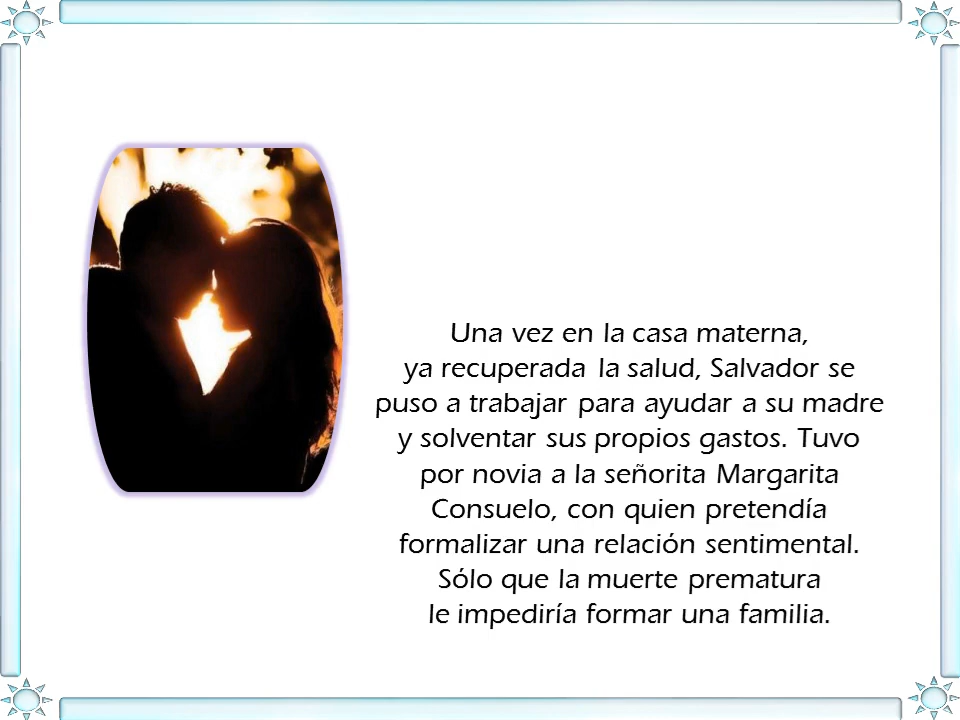 Una vez en la casa materna,
ya recuperada la salud, Salvador se
puso a trabajar para ayudar a su madre
y solventar sus propios gastos. Tuvo
por novia a la señorita Margarita
Consuelo, con quien pretendía
formalizar una relación sentimental.
Sólo que la muerte prematura
le impediría formar una familia.